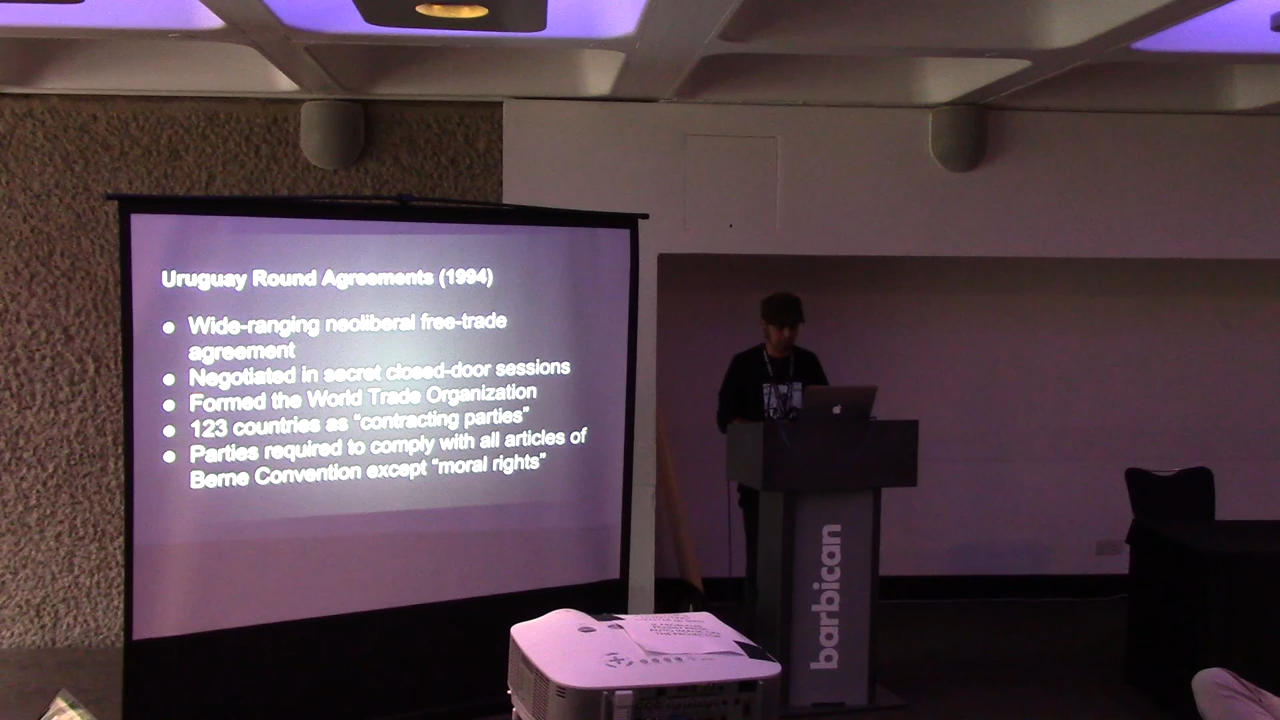 Uruguay Round Agreements (1994)
● Wide-ranging neoliberal free-trade
agreement
● Negotiated in secret closed-door sessions
● Formed the World Trade Organization
● 123 countries as “contracting parties”
● Parties required to comply with all articles of
Berne Convention except “moral rights”
barbican